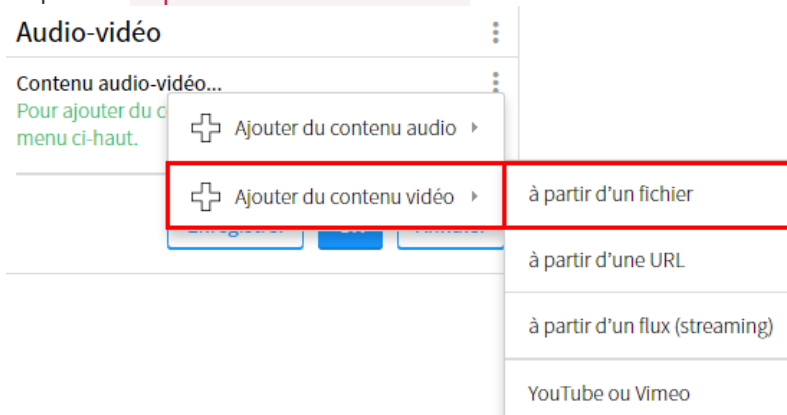 Audio-vidéo
Contenu audio-vidéo...
Pour ajouter du c
menu ci-haut.
Ajouter du contenu audio
Ajouter du contenu vidéo
à partir d'un fichier
à partir d'une URL
à partir d'un flux (streaming)
YouTube ou Vimeo